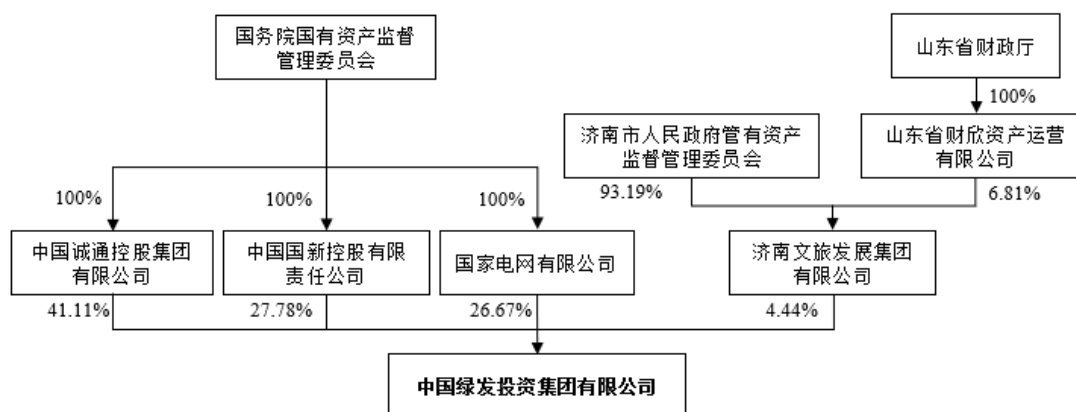 国务院国有资产监督
管理委员会
山东省财政厅
100%
济南市人民政府管有资产
监督管理委员会
山东省财欣资产运营
有限公司
93.19%
6.81%
100%
100%
100%
中国诚通控股集团
有限公司
中国国新控股有限
责任公司
国家电网有限公司
济南文旅发展集团
有限公司
41.11%
27.78%
26.67%
4.44%
中国绿发投资集团有限公司